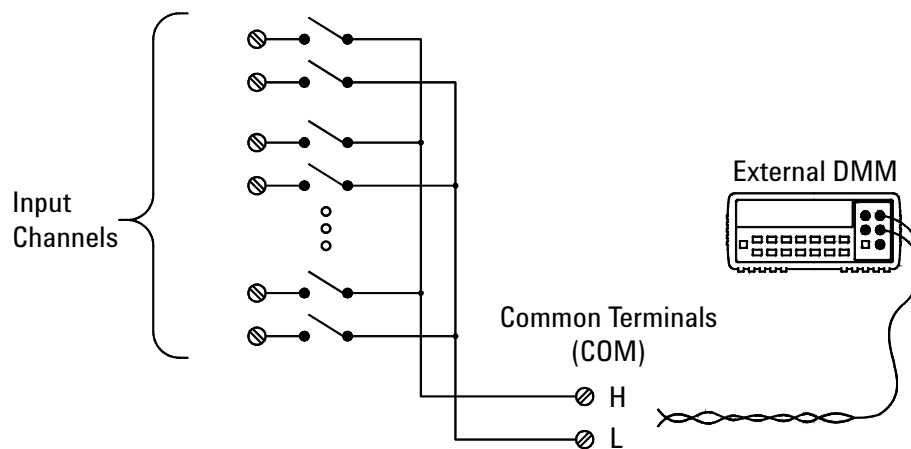 Input
Channels
External DMM
Common Terminals
(COM)
H
L